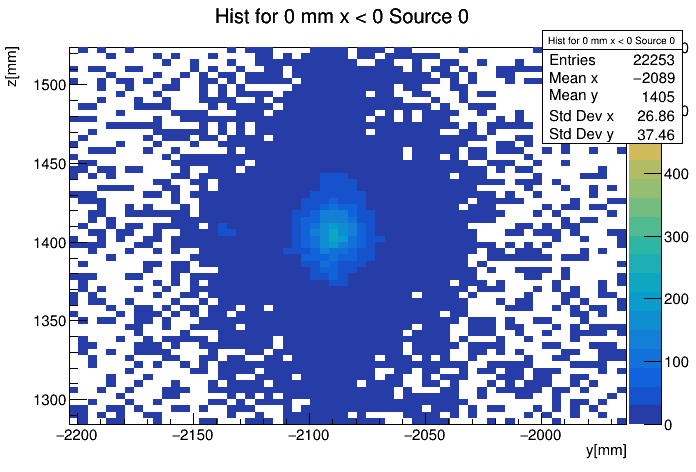 Hist for 0 mm x < 0 Source 0
Hist for 0 mm x < 0 Source 0
Entries 22253
Mean x −2089
Mean y 1405
Std Dev x 26.86
Std Dev y 37.46
z[mm]
1500
1450
1400
1350
1300
−2200 −2150 −2100 −2050 −2000
y[mm]
400
300
200
100
0